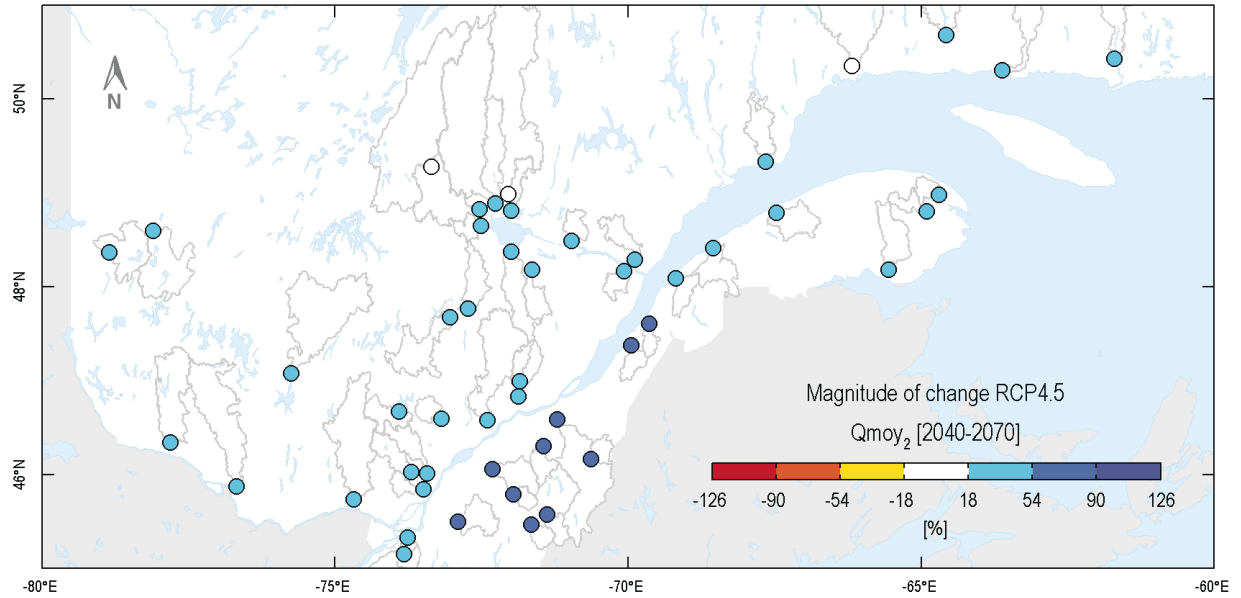 N
50°N
48°N
46°N
Magnitude of change RCP4.5
Qmoy2 [2040-2070]
-126 -90 -54 -18 18 54 90 126
[%]
-80°E -75°E -70°E -65°E -60°E